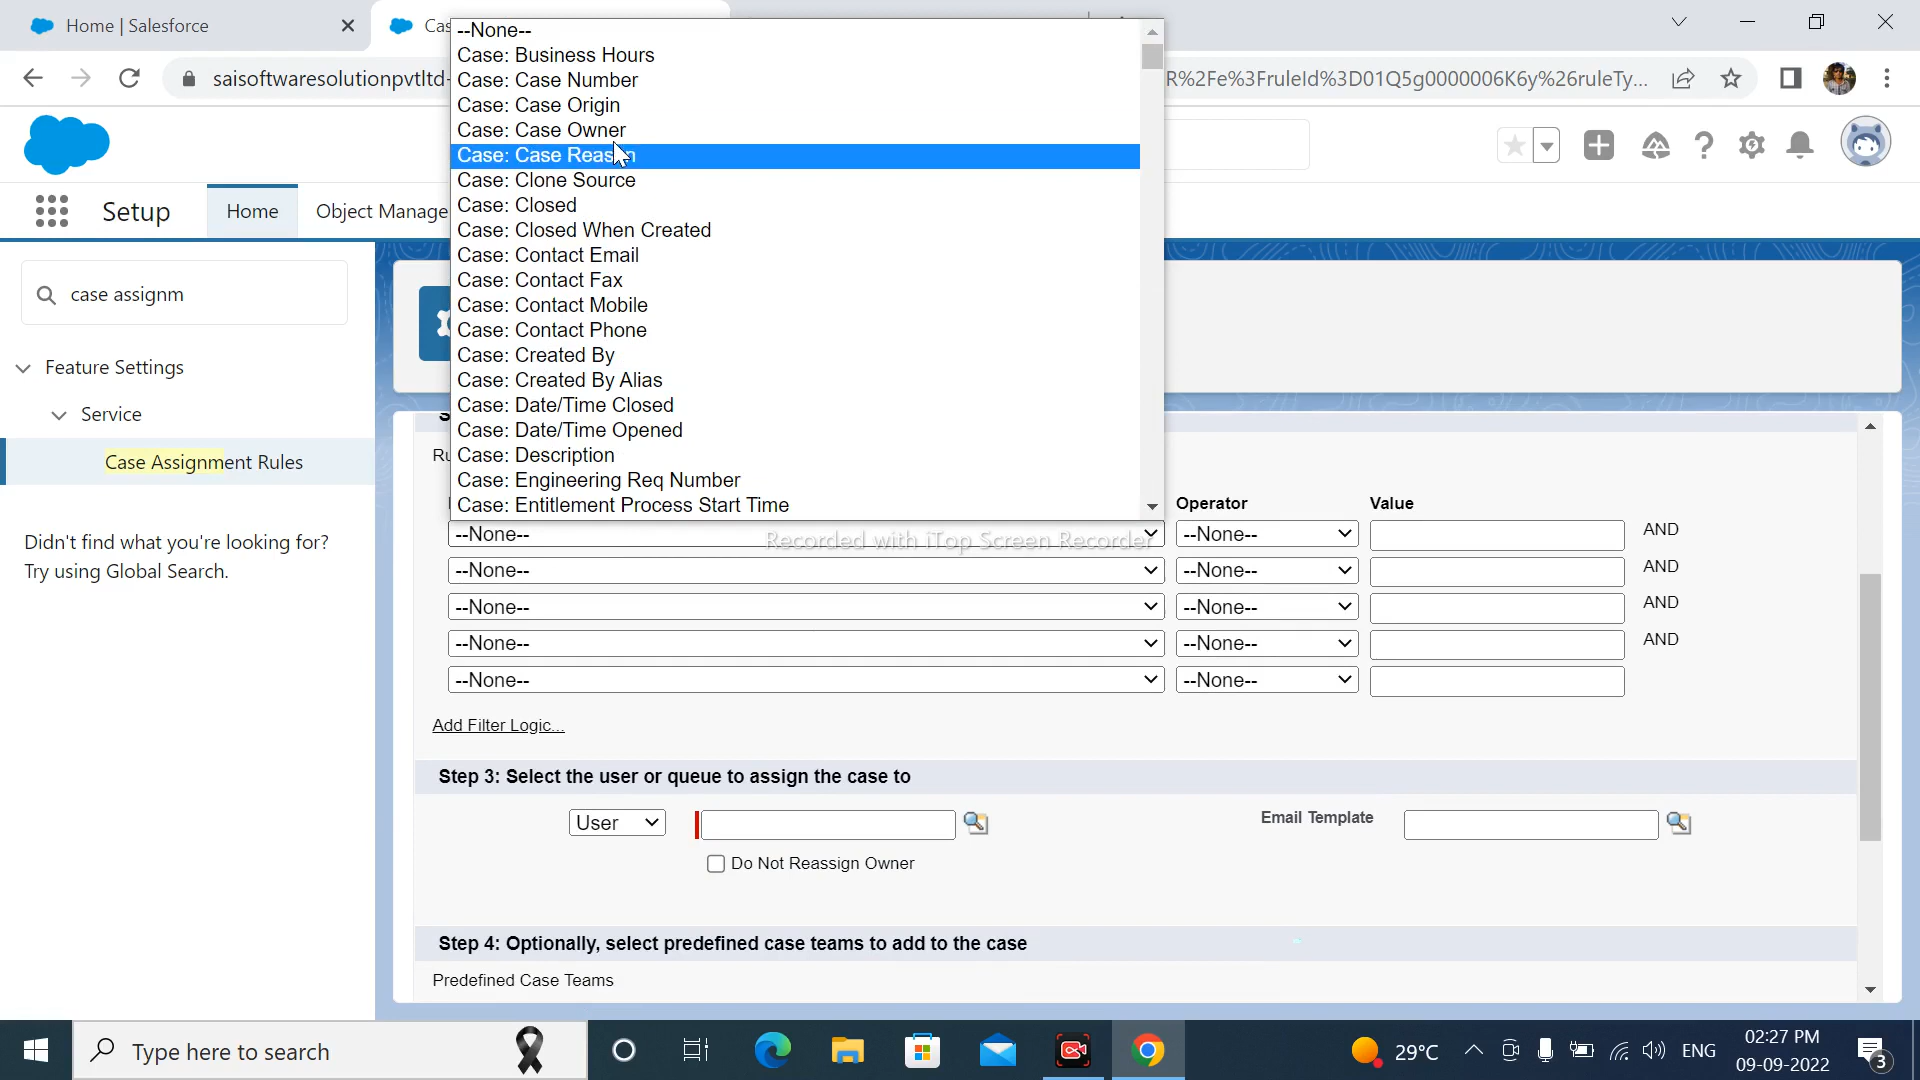 Home | Salesforce
Cas
saisoftwaresolutionpvtltd-
R%2Fe%3FruleId%3D01Q5g0000006K6y%26ruleTy...
Setup
Home
Object Manage
case assignm
Feature Settings
Service
Case Assignment Rules
Didn't find what you're looking for?
Try using Global Search.
--None--
Case: Business Hours
Case: Case Number
Case: Case Origin
Case: Case Owner
Case: Case Reason
Case: Clone Source
Case: Closed
Case: Closed When Created
Case: Contact Email
Case: Contact Fax
Case: Contact Mobile
Case: Contact Phone
Case: Created By
Case: Created By Alias
Case: Date/Time Closed
Case: Date/Time Opened
Case: Description
Case: Engineering Req Number
Case: Entitlement Process Start Time
Operator Value
--None-- --None-- AND
Recorded with iTop Screen Recorder
--None-- --None-- AND
--None-- --None-- AND
--None-- --None-- AND
--None-- --None--
Add Filter Logic...
Step 3: Select the user or queue to assign the case to
User
Email Template
Do Not Reassign Owner
Step 4: Optionally, select predefined case teams to add to the case
Predefined Case Teams
Type here to search
29°C
ENG
02:27 PM
09-09-2022
3